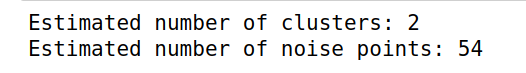 Estimated number of clusters: 2
Estimated number of noise points: 54